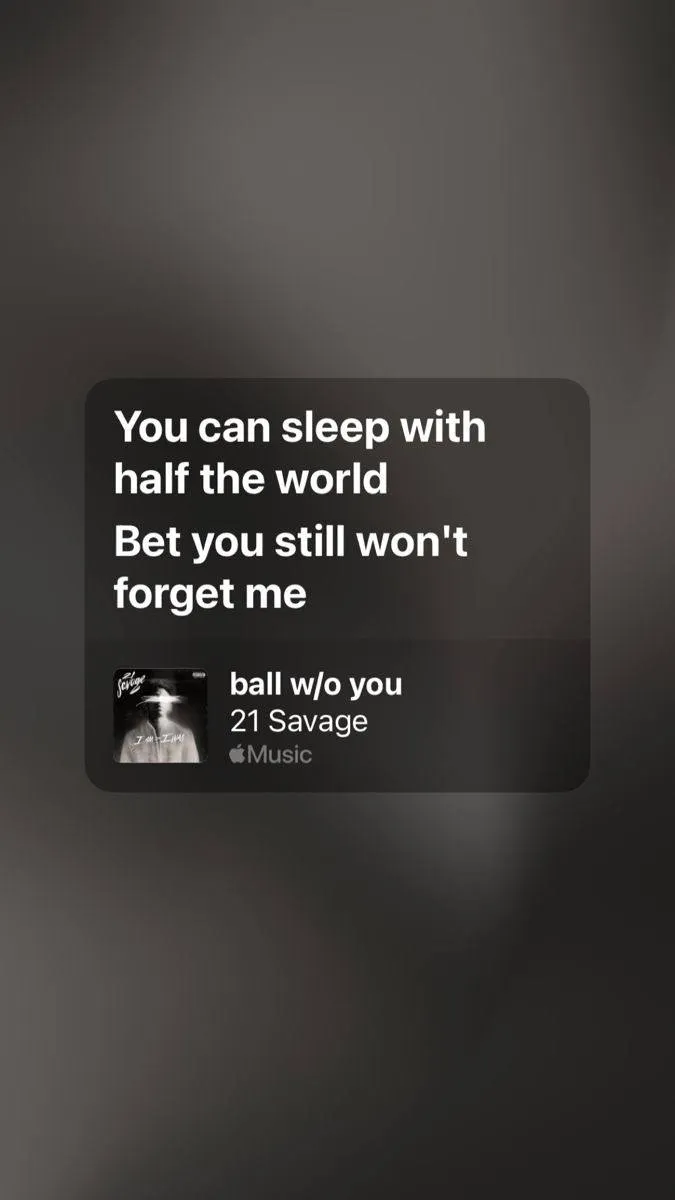 You can sleep with
half the world
Bet you still won't
forget me
21
Savage
I AM > I WAS
ball w/o you
21 Savage
Music